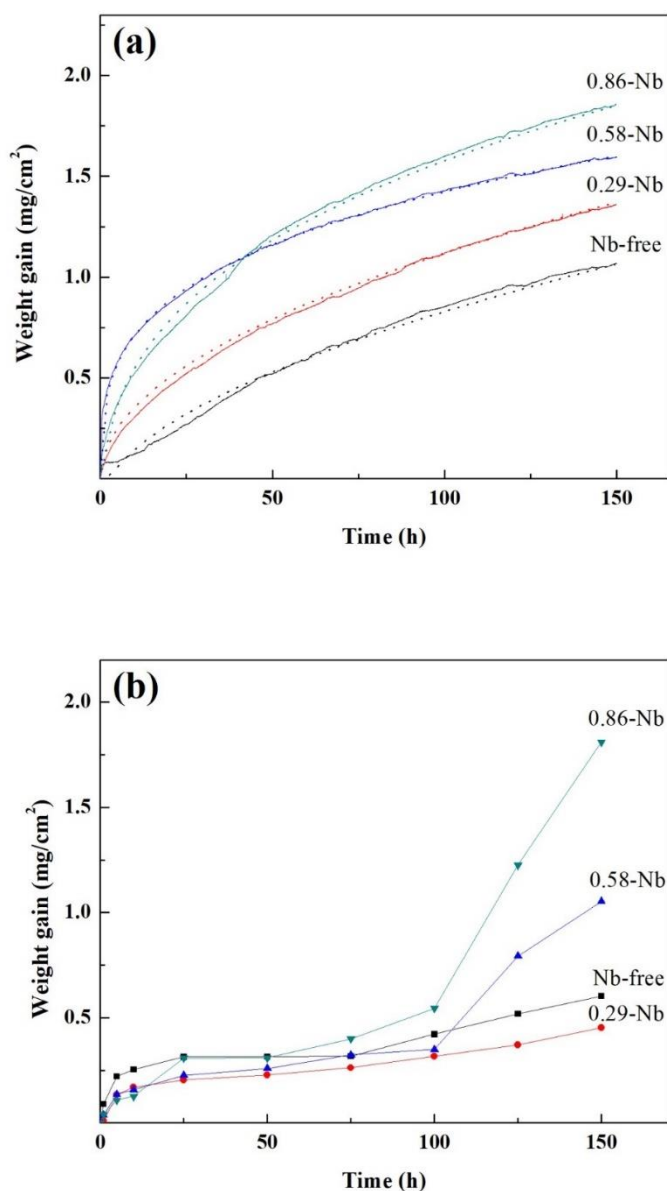 (a)
2.0
1.5
1.0
0.5
0
50
100
150
Weight gain (mg/cm²)
Time (h)
0.86-Nb
0.58-Nb
0.29-Nb
Nb-free
(b)
2.0
1.5
1.0
0.5
0
50
100
150
Weight gain (mg/cm²)
Time (h)
0.86-Nb
0.58-Nb
Nb-free
0.29-Nb